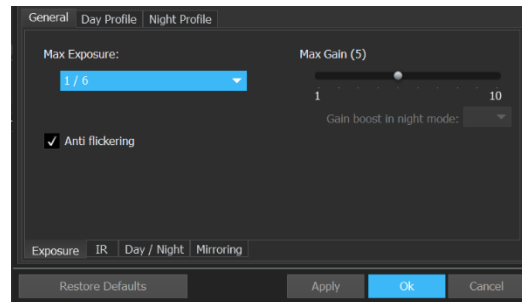 General Day Profile Night Profile
Max Exposure:
1 / 6
Max Gain (5)
1 10
Gain boost in night mode:
Anti flickering
Exposure IR Day / Night Mirroring
Restore Defaults Apply Ok Cancel